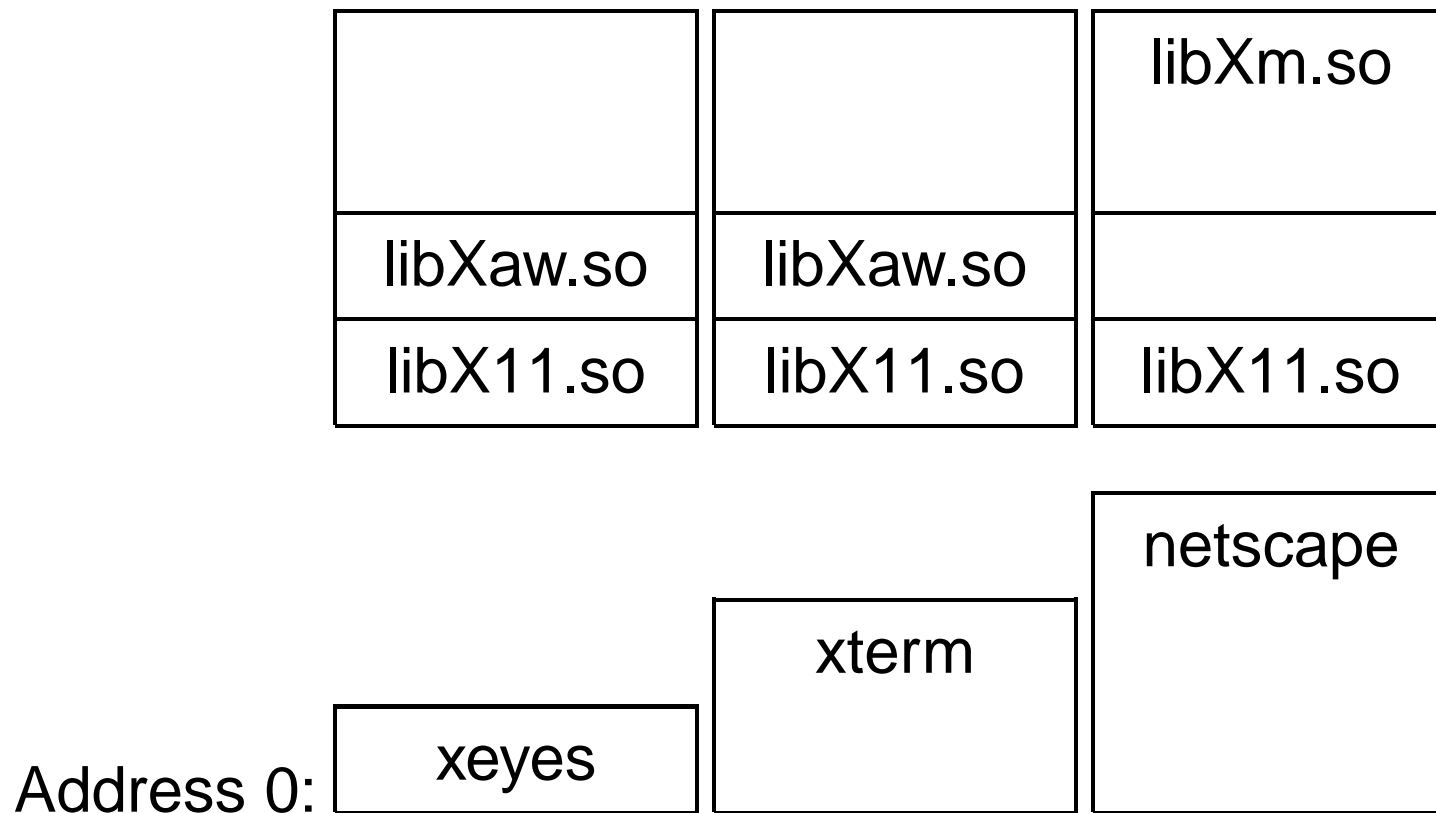 libXm.so
libXaw.so libXaw.so
libX11.so libX11.so libX11.so
netscape
xterm
xeyes
Address 0: